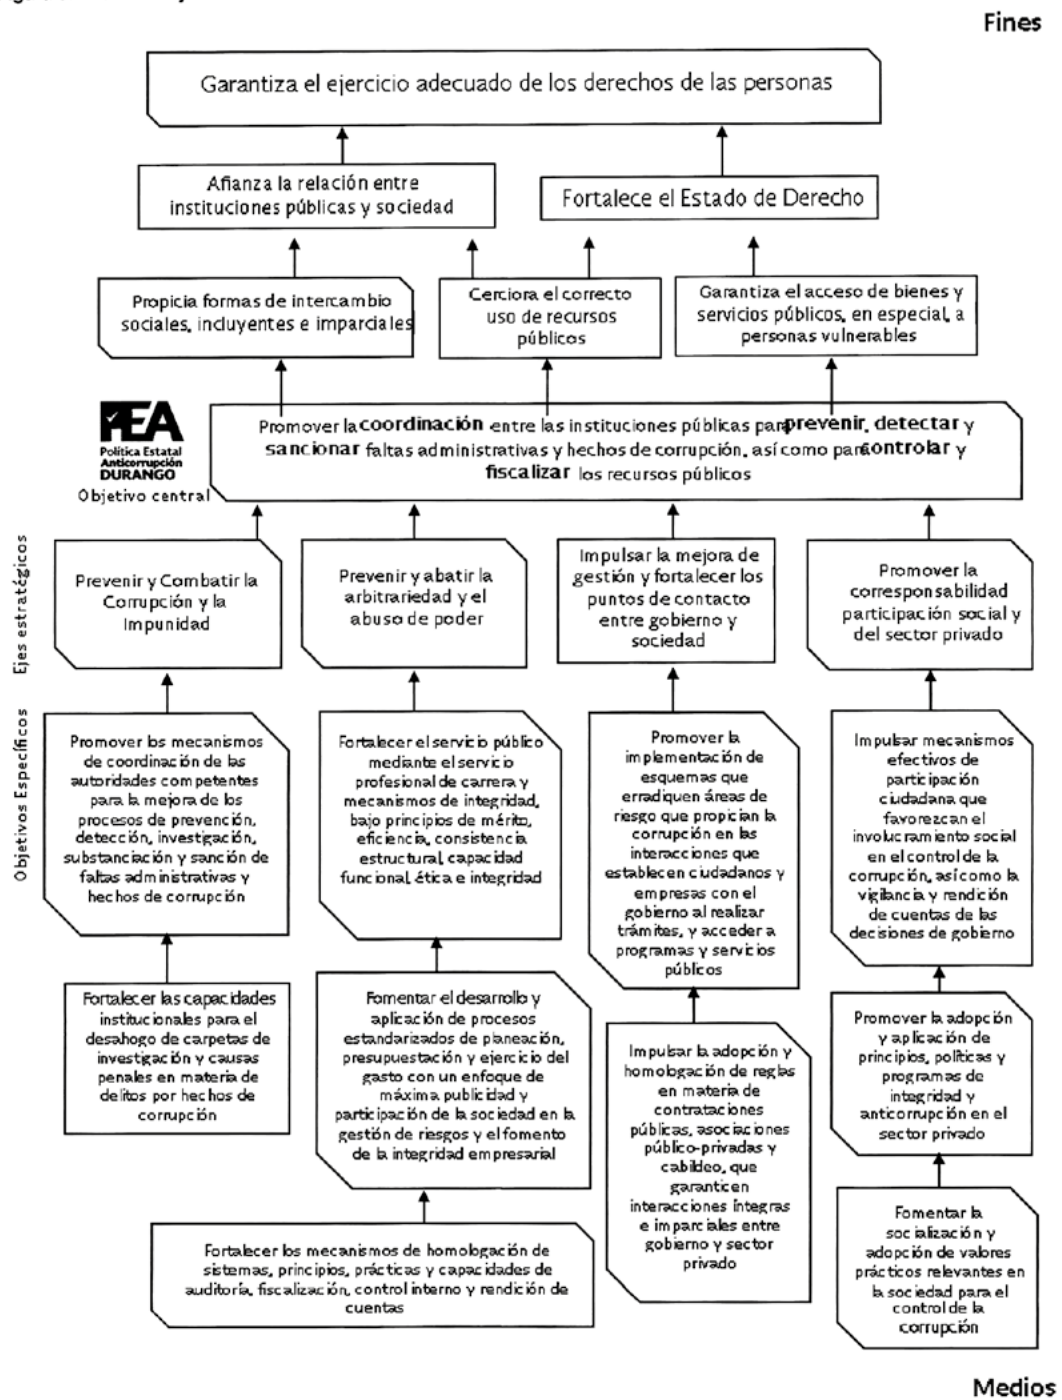 Fines
Garantiza el ejercicio adecuado de los derechos de las personas
Afianza la relación entre
instituciones públicas y sociedad
Fortalece el Estado de Derecho
Propicia formas de intercambio
sociales, incluyentes e imparciales
Cerciora el correcto
uso de recursos
públicos
Garantiza el acceso de bienes y
servicios públicos, en especial, a
personas vulnerables
PEA
Política Estatal
Anticorrupción
DURANGO
Objetivo central
Promover la coordinación entre las instituciones públicas para prevenir, detectar y
sancionar faltas administrativas y hechos de corrupción, así como para controlar y
fiscalizar los recursos públicos
Ejes estratégicos
Prevenir y Combatir la
Corrupción y la
Impunidad
Prevenir y abatir la
arbitrariedad y el
abuso de poder
Impulsar la mejora de
gestión y fortalecer los
puntos de contacto
entre gobierno y
sociedad
Promover la
corresponsabilidad
participación social y
del sector privado
Objetivos Específicos
Promover los mecanismos
de coordinación de las
autoridades competentes
para la mejora de los
procesos de prevención,
detección, investigación,
substanciación y sanción de
faltas administrativas y
hechos de corrupción
Fortalecer el servicio público
mediante el servicio
profesional de carrera y
mecanismos de integridad,
bajo principios de mérito,
eficiencia, consistencia
estructural, capacidad
funcional, ética e integridad
Promover la
implementación de
esquemas que
erradiquen áreas de
riesgo que propician la
corrupción en las
interacciones que
establecen ciudadanos y
empresas con el
gobierno al realizar
trámites, y acceder a
programas y servicios
públicos
Impulsar mecanismos
efectivos de
participación
ciudadana que
favorezcan el
involucramiento social
en el control de la
corrupción, así como la
vigilancia y rendición
de cuentas de las
decisiones de gobierno
Fortalecer las capacidades
institucionales para el
desahogo de carpetas de
investigación y causas
penales en materia de
delitos por hechos de
corrupción
Fomentar el desarrollo y
aplicación de procesos
estandarizados de planeación,
presupuestación y ejercicio del
gasto con un enfoque de
máxima publicidad y
participación de la sociedad en la
gestión de riesgos y el fomento
de la integridad empresarial
Impulsar la adopción y
homologación de reglas
en materia de
contrataciones
públicas, asociaciones
público-privadas y
cabildeo, que
garanticen
interacciones íntegras
e imparciales entre
gobierno y sector
privado
Promover la adopción
y aplicación de
principios, políticas y
programas de
integridad y
anticorrupción en el
sector privado
Fortalecer los mecanismos de homologación de
sistemas, principios, prácticas y capacidades de
auditoría, fiscalización, control interno y rendición de
cuentas
Fomentar la
socialización y
adopción de valores
prácticos relevantes en
la sociedad para el
control de la
corrupción
Medios